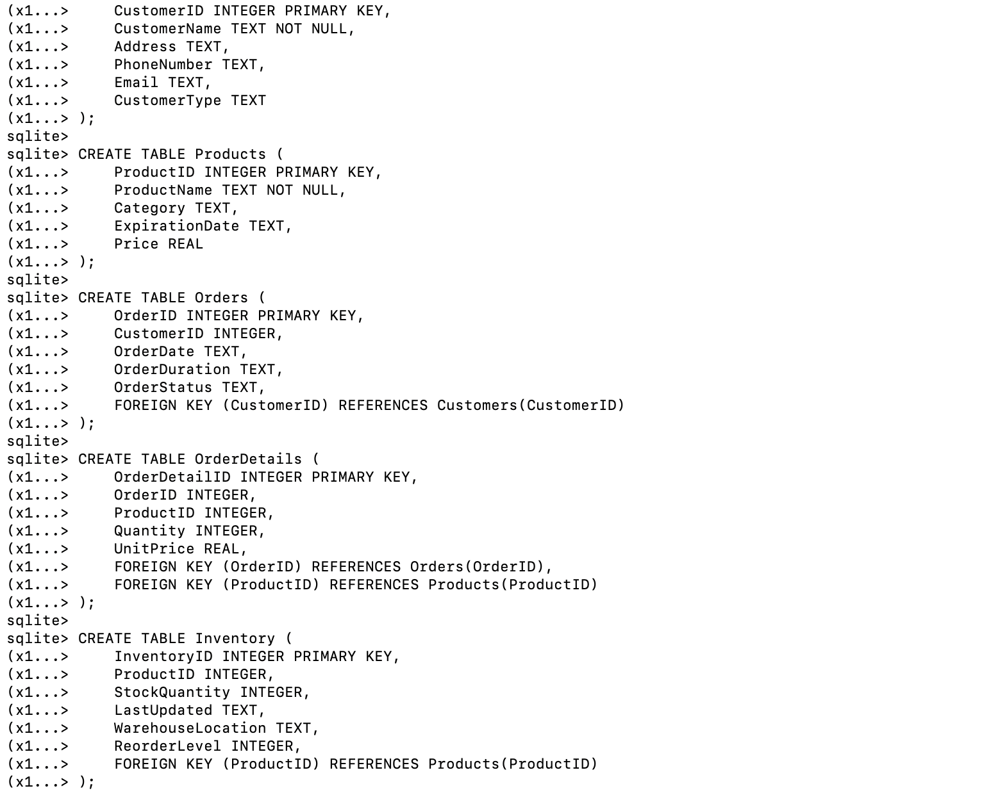 (x1...>     CustomerID INTEGER PRIMARY KEY,
(x1...>     CustomerName TEXT NOT NULL,
(x1...>     Address TEXT,
(x1...>     PhoneNumber TEXT,
(x1...>     Email TEXT,
(x1...>     CustomerType TEXT
(x1...> );
sqlite>
sqlite> CREATE TABLE Products (
(x1...>     ProductID INTEGER PRIMARY KEY,
(x1...>     ProductName TEXT NOT NULL,
(x1...>     Category TEXT,
(x1...>     ExpirationDate TEXT,
(x1...>     Price REAL
(x1...> );
sqlite>
sqlite> CREATE TABLE Orders (
(x1...>     OrderID INTEGER PRIMARY KEY,
(x1...>     CustomerID INTEGER,
(x1...>     OrderDate TEXT,
(x1...>     OrderDuration TEXT,
(x1...>     OrderStatus TEXT,
(x1...>     FOREIGN KEY (CustomerID) REFERENCES Customers(CustomerID)
(x1...> );
sqlite>
sqlite> CREATE TABLE OrderDetails (
(x1...>     OrderDetailID INTEGER PRIMARY KEY,
(x1...>     OrderID INTEGER,
(x1...>     ProductID INTEGER,
(x1...>     Quantity INTEGER,
(x1...>     UnitPrice REAL,
(x1...>     FOREIGN KEY (OrderID) REFERENCES Orders(OrderID),
(x1...>     FOREIGN KEY (ProductID) REFERENCES Products(ProductID)
(x1...> );
sqlite>
sqlite> CREATE TABLE Inventory (
(x1...>     InventoryID INTEGER PRIMARY KEY,
(x1...>     ProductID INTEGER,
(x1...>     StockQuantity INTEGER,
(x1...>     LastUpdated TEXT,
(x1...>     WarehouseLocation TEXT,
(x1...>     ReorderLevel INTEGER,
(x1...>     FOREIGN KEY (ProductID) REFERENCES Products(ProductID)
(x1...> );